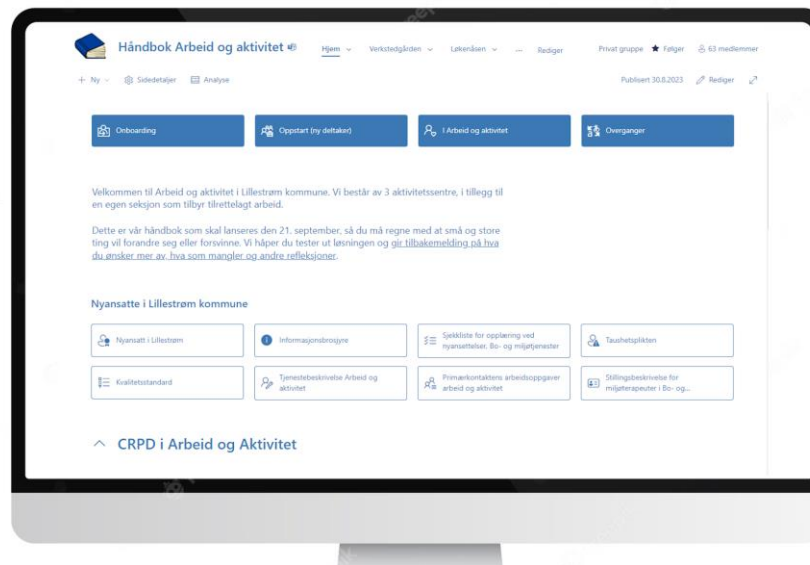 Håndbok Arbeid og aktivitet
Hjem
Verkstedgården
Løkenåsen
...
Rediger
Privat gruppe
Følger
63 medlemmer
+ Ny
Sidedetaljer
Analyse
Publisert 30.8.2023
Rediger
Onboarding
Oppstart (ny deltaker)
I Arbeid og aktivitet
Overganger
Velkommen til Arbeid og aktivitet i Lillestrøm kommune. Vi består av 3 aktivitetssentre, i tillegg til
en egen seksjon som tilbyr tilrettelagt arbeid.
Dette er vår håndbok som skal lanseres den 21. september, så du må regne med at små og store
ting vil forandre seg eller forsvinne. Vi håper du tester ut løsningen og gir tilbakemelding på hva
du ønsker mer av, hva som mangler og andre refleksjoner.
Nyansatte i Lillestrøm kommune
Nyansatt i Lillestrøm
Informasjonsbrosjyre
Sjekkliste for opplæring ved
nyansettelser, Bo- og miljøtjenester
Taushetsplikten
Kvalitetsstandard
Tjenestebeskrivelse Arbeid og
aktivitet
Primærkontaktens arbeidsoppgaver
arbeid og aktivitet
Stillingsbeskrivelse for
miljøterapeuter i Bo- og...
CRPD i Arbeid og Aktivitet